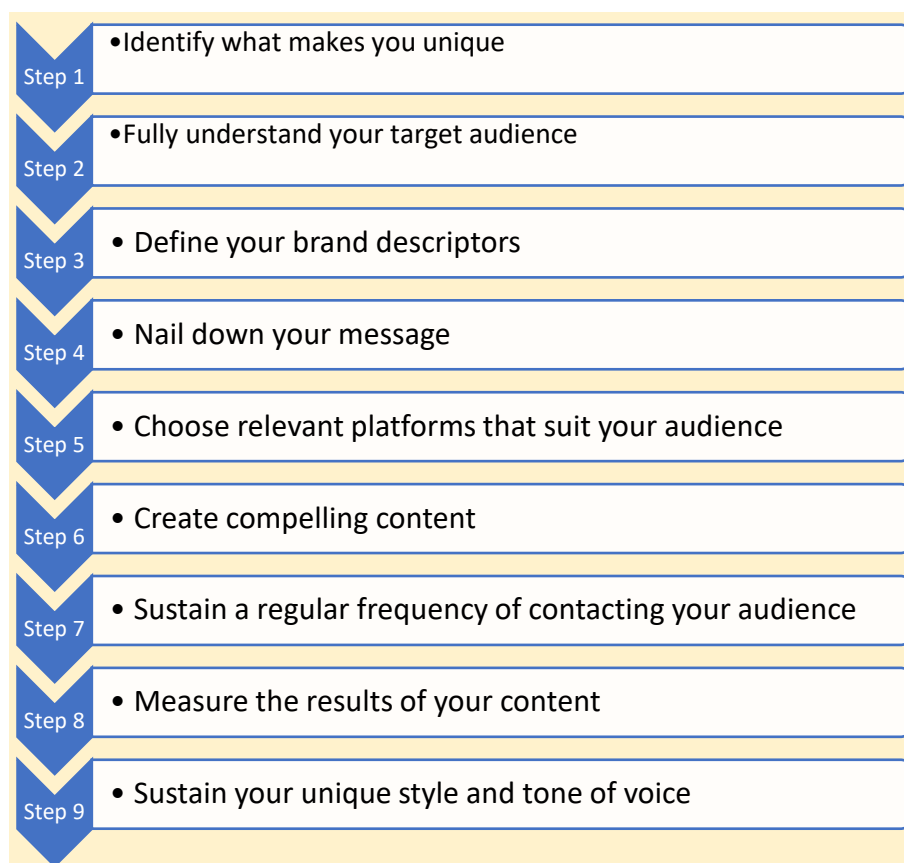 Step 1
•Identify what makes you unique
Step 2
•Fully understand your target audience
Step 3
• Define your brand descriptors
Step 4
• Nail down your message
Step 5
• Choose relevant platforms that suit your audience
Step 6
• Create compelling content
Step 7
• Sustain a regular frequency of contacting your audience
Step 8
• Measure the results of your content
Step 9
• Sustain your unique style and tone of voice